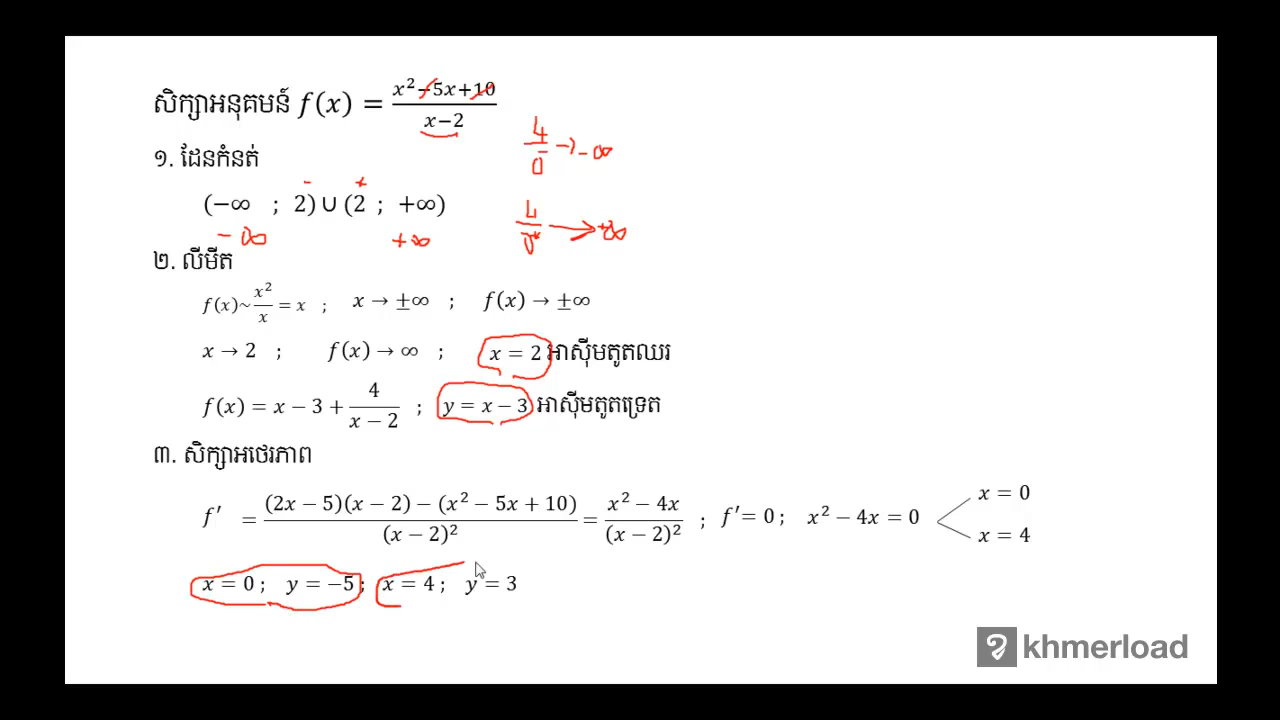 សិក្សាអនុគមន៍ f(x) = (x² − 5x + 10)/(x − 2)
4/0⁻ → −∞
១. ដែនកំនត់
− +
(−∞ ; 2) ∪ (2 ; +∞)
−∞ +∞
4/0⁺ → +∞
២. លីមីត
f(x)~x²/x = x ; x → ±∞ ; f(x) → ±∞
x → 2 ; f(x) → ∞ ; x = 2 អាស៊ីមតូតឈរ
f(x) = x − 3 + 4/(x − 2) ; y = x − 3 អាស៊ីមតូតទ្រេត
៣. សិក្សាអថេរភាព
f′ = ((2x − 5)(x − 2) − (x² − 5x + 10))/(x − 2)² = (x² − 4x)/(x − 2)² ; f′ = 0 ; x² − 4x = 0
x = 0
x = 4
x = 0 ; y = −5 ; x = 4 ; y = 3
khmerload